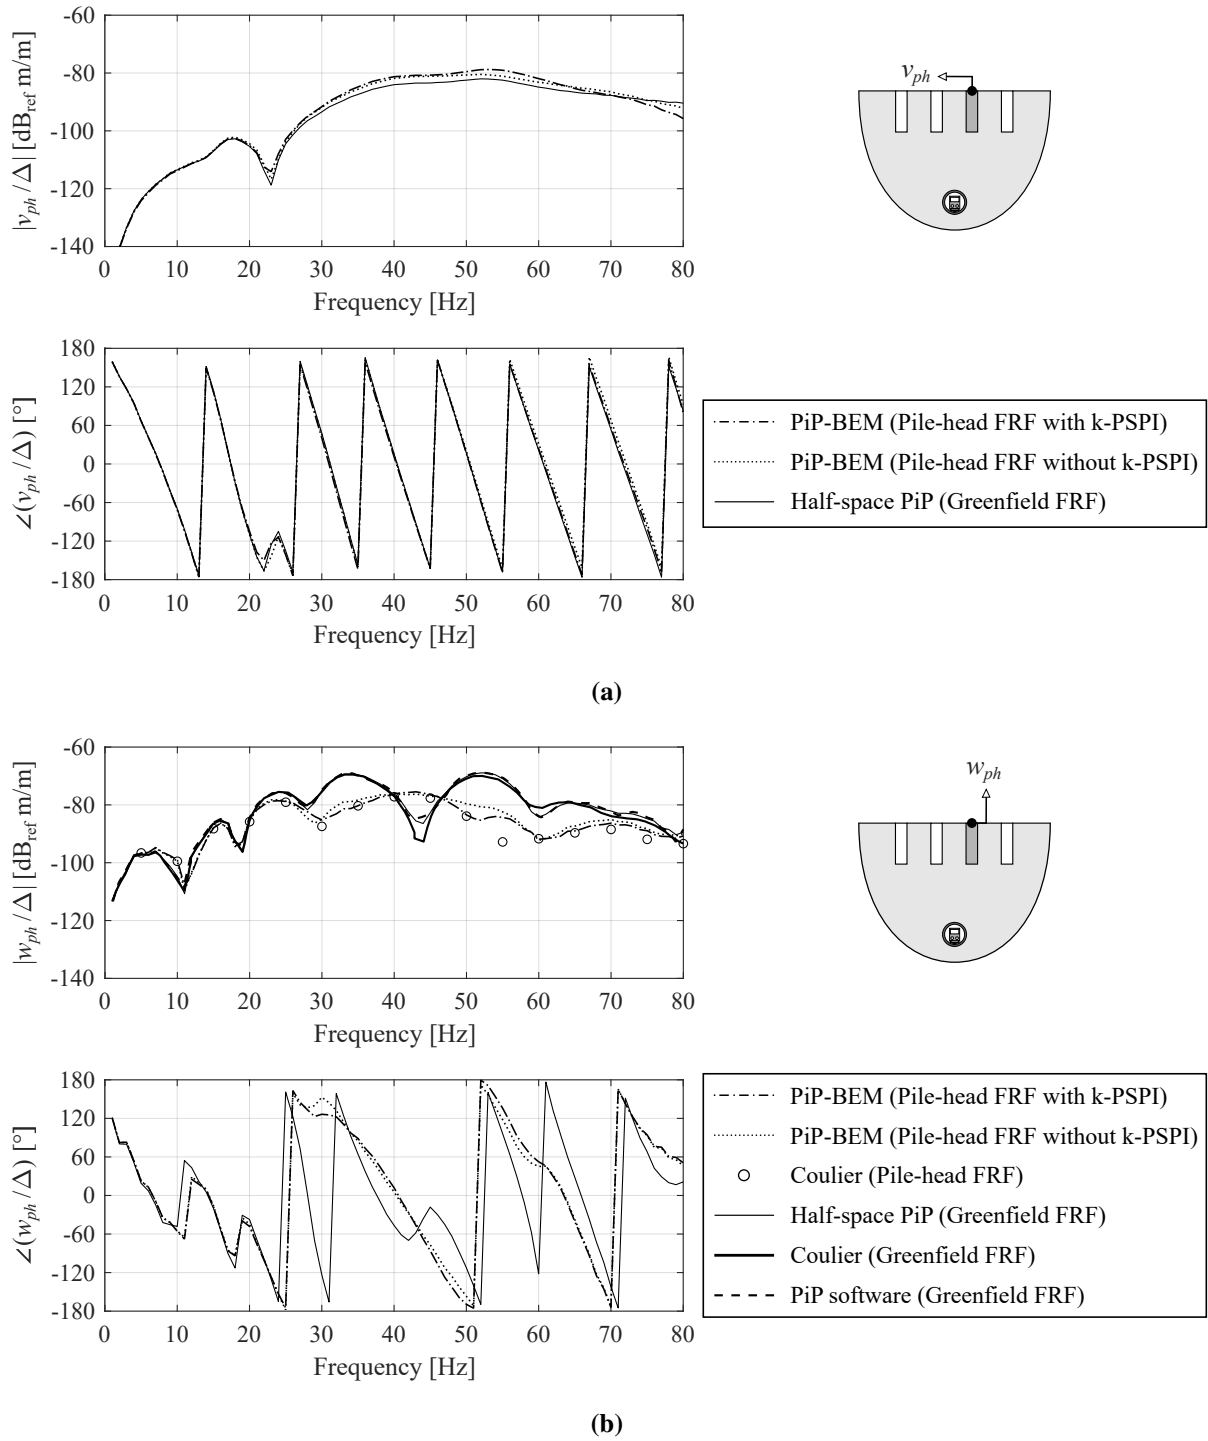 -60
-80
-100
-120
-140
|v_ph / Δ| [dB_ref m/m]
0 10 20 30 40 50 60 70 80
Frequency [Hz]
v_ph
180
120
60
0
-60
-120
-180
∠(v_ph / Δ) [°]
0 10 20 30 40 50 60 70 80
Frequency [Hz]
PiP-BEM (Pile-head FRF with k-PSPI)
PiP-BEM (Pile-head FRF without k-PSPI)
Half-space PiP (Greenfield FRF)
(a)
-60
-80
-100
-120
-140
|w_ph / Δ| [dB_ref m/m]
0 10 20 30 40 50 60 70 80
Frequency [Hz]
w_ph
180
120
60
0
-60
-120
-180
∠(w_ph / Δ) [°]
0 10 20 30 40 50 60 70 80
Frequency [Hz]
PiP-BEM (Pile-head FRF with k-PSPI)
PiP-BEM (Pile-head FRF without k-PSPI)
Coulier (Pile-head FRF)
Half-space PiP (Greenfield FRF)
Coulier (Greenfield FRF)
PiP software (Greenfield FRF)
(b)